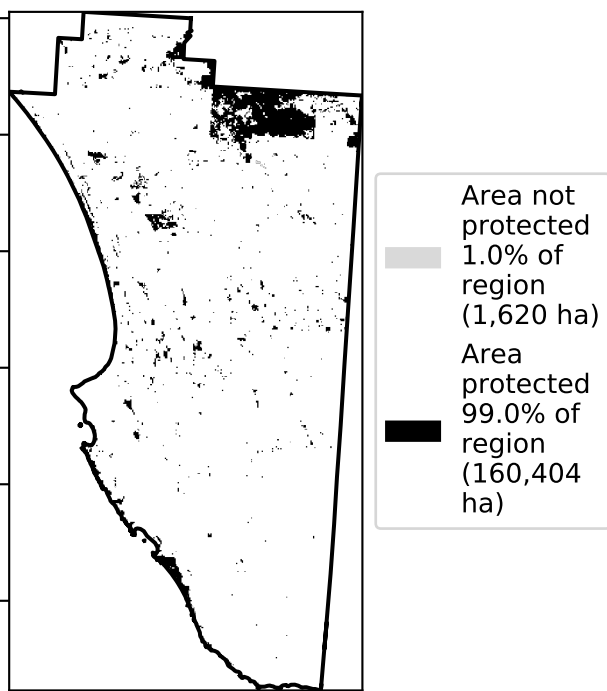 Area not
protected
1.0% of
region
(1,620 ha)
Area
protected
99.0% of
region
(160,404
ha)